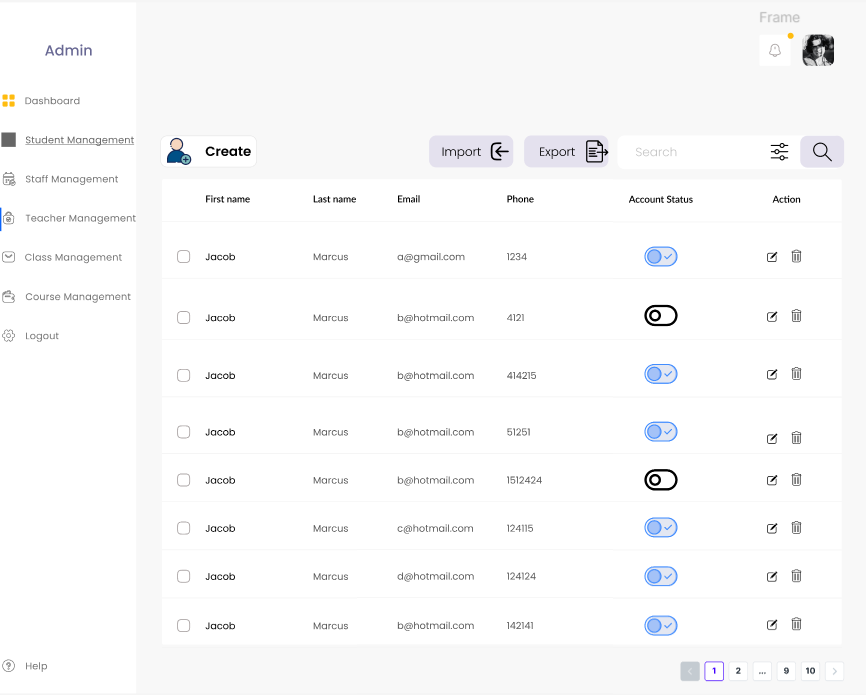 Frame
Admin
Dashboard
Student Management
Staff Management
Teacher Management
Class Management
Course Management
Logout
Help
Create
Import
Export
Search
First name Last name Email Phone Account Status Action
Jacob Marcus a@gmail.com 1234
Jacob Marcus b@hotmail.com 4121
Jacob Marcus b@hotmail.com 414215
Jacob Marcus b@hotmail.com 51251
Jacob Marcus b@hotmail.com 1512424
Jacob Marcus c@hotmail.com 124115
Jacob Marcus d@hotmail.com 124124
Jacob Marcus b@hotmail.com 142141
1 2 ... 9 10